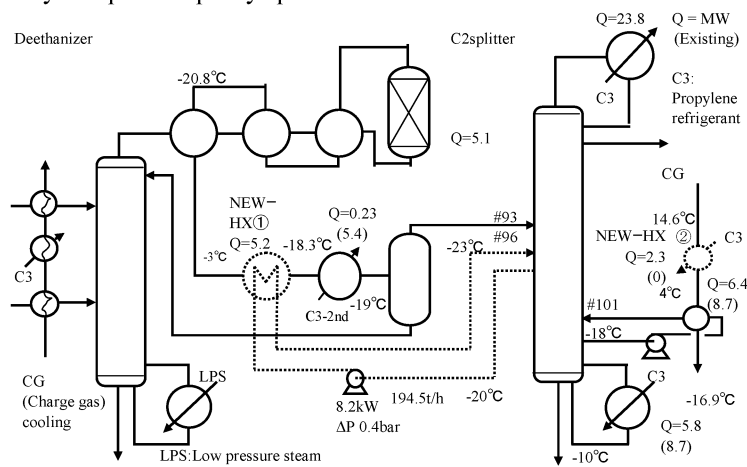 Deethanizer
C2splitter
Q=23.8
Q = MW
(Existing)
C3:
Propylene
refrigerant
C3
-20.8℃
Q=5.1
CG
NEW-
HX①
Q=5.2
-3℃
-18.3℃
Q=0.23
(5.4)
#93
#96
-23℃
14.6℃
NEW-HX ②
C3
Q=2.3
(0)
4℃
Q=6.4
(8.7)
C3
C3-2nd
-19℃
#101
-18℃
CG
(Charge gas)
cooling
LPS
8.2kW
ΔP 0.4bar
194.5t/h
-20℃
C3
-16.9℃
Q=5.8
(8.7)
LPS:Low pressure steam
-10℃